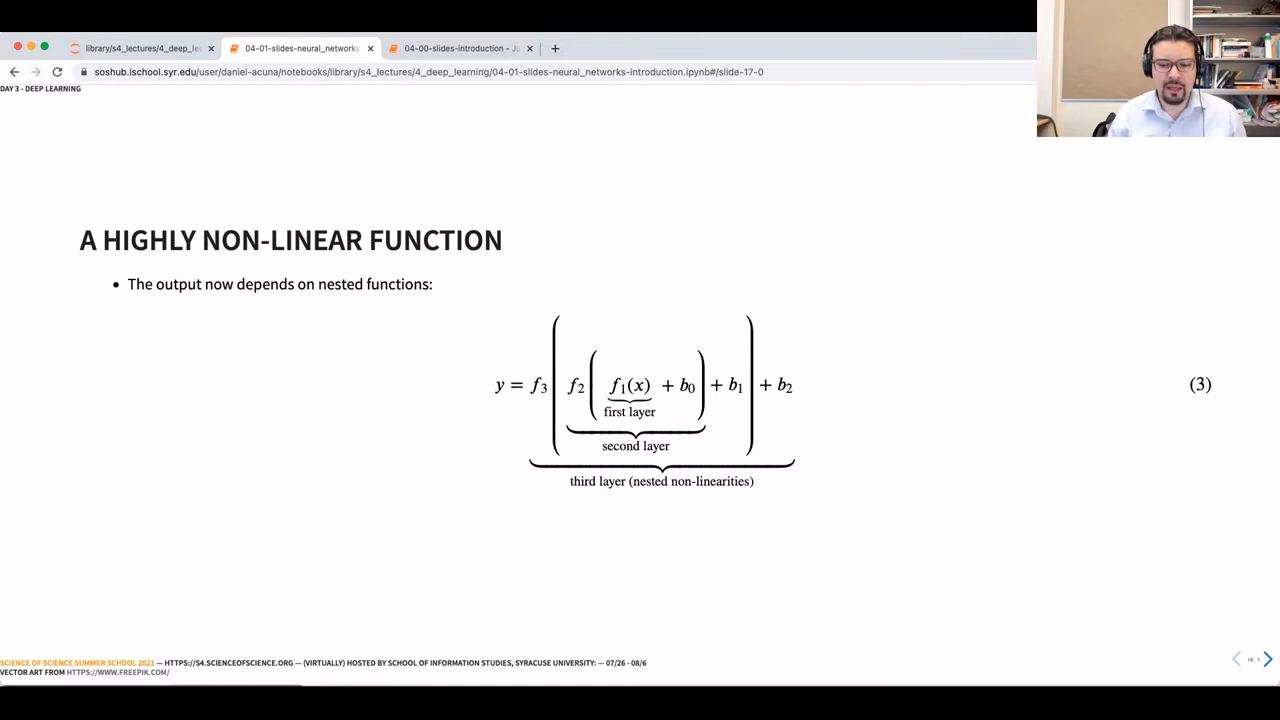 library/s4_lectures/4_deep_le
04-01-slides-neural_networks
04-00-slides-introduction - J
soshub.ischool.syr.edu/user/daniel-acuna/notebooks/library/s4_lectures/4_deep_learning/04-01-slides-neural_networks-introduction.ipynb#/slide-17-0
DAY 3 - DEEP LEARNING
A HIGHLY NON-LINEAR FUNCTION
• The output now depends on nested functions:
y = f₃ ( f₂ ( f₁(x) + b₀ ) + b₁ ) + b₂ (3)
first layer
second layer
third layer (nested non-linearities)
SCIENCE OF SCIENCE SUMMER SCHOOL 2021 — HTTPS://S4.SCIENCEOFSCIENCE.ORG — (VIRTUALLY) HOSTED BY SCHOOL OF INFORMATION STUDIES, SYRACUSE UNIVERSITY: — 07/26 - 08/6
VECTOR ART FROM HTTPS://WWW.FREEPIK.COM/
18.1